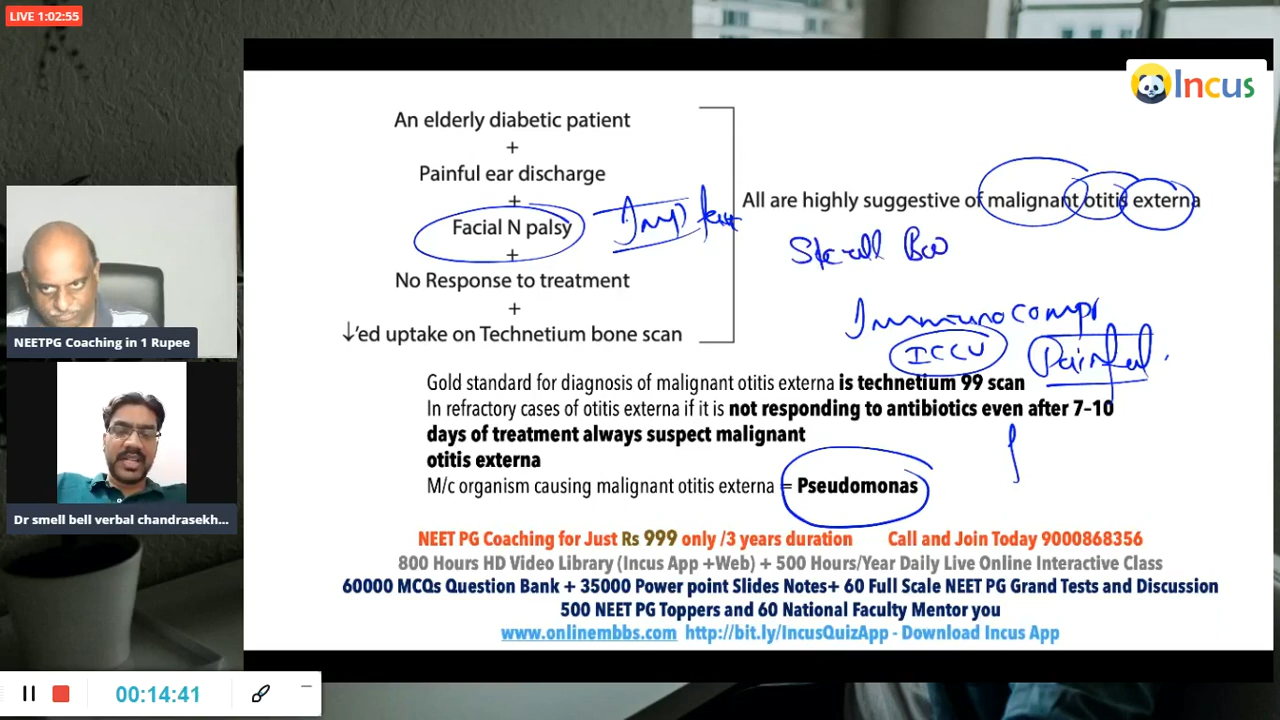 LIVE 1:02:55
Incus
An elderly diabetic patient
+
Painful ear discharge
+
Facial N palsy
+
No Response to treatment
+
↓'ed uptake on Technetium bone scan
All are highly suggestive of malignant otitis externa
Immunocompr
ICCU
Painful
Gold standard for diagnosis of malignant otitis externa is technetium 99 scan
In refractory cases of otitis externa if it is not responding to antibiotics even after 7–10
days of treatment always suspect malignant
otitis externa
M/c organism causing malignant otitis externa = Pseudomonas
NEETPG Coaching in 1 Rupee
Dr smell bell verbal chandrasekh...
NEET PG Coaching for Just Rs 999 only /3 years duration Call and Join Today 9000868356
800 Hours HD Video Library (Incus App +Web) + 500 Hours/Year Daily Live Online Interactive Class
60000 MCQs Question Bank + 35000 Power point Slides Notes+ 60 Full Scale NEET PG Grand Tests and Discussion
500 NEET PG Toppers and 60 National Faculty Mentor you
www.onlinembbs.com http://bit.ly/IncusQuizApp - Download Incus App
00:14:41